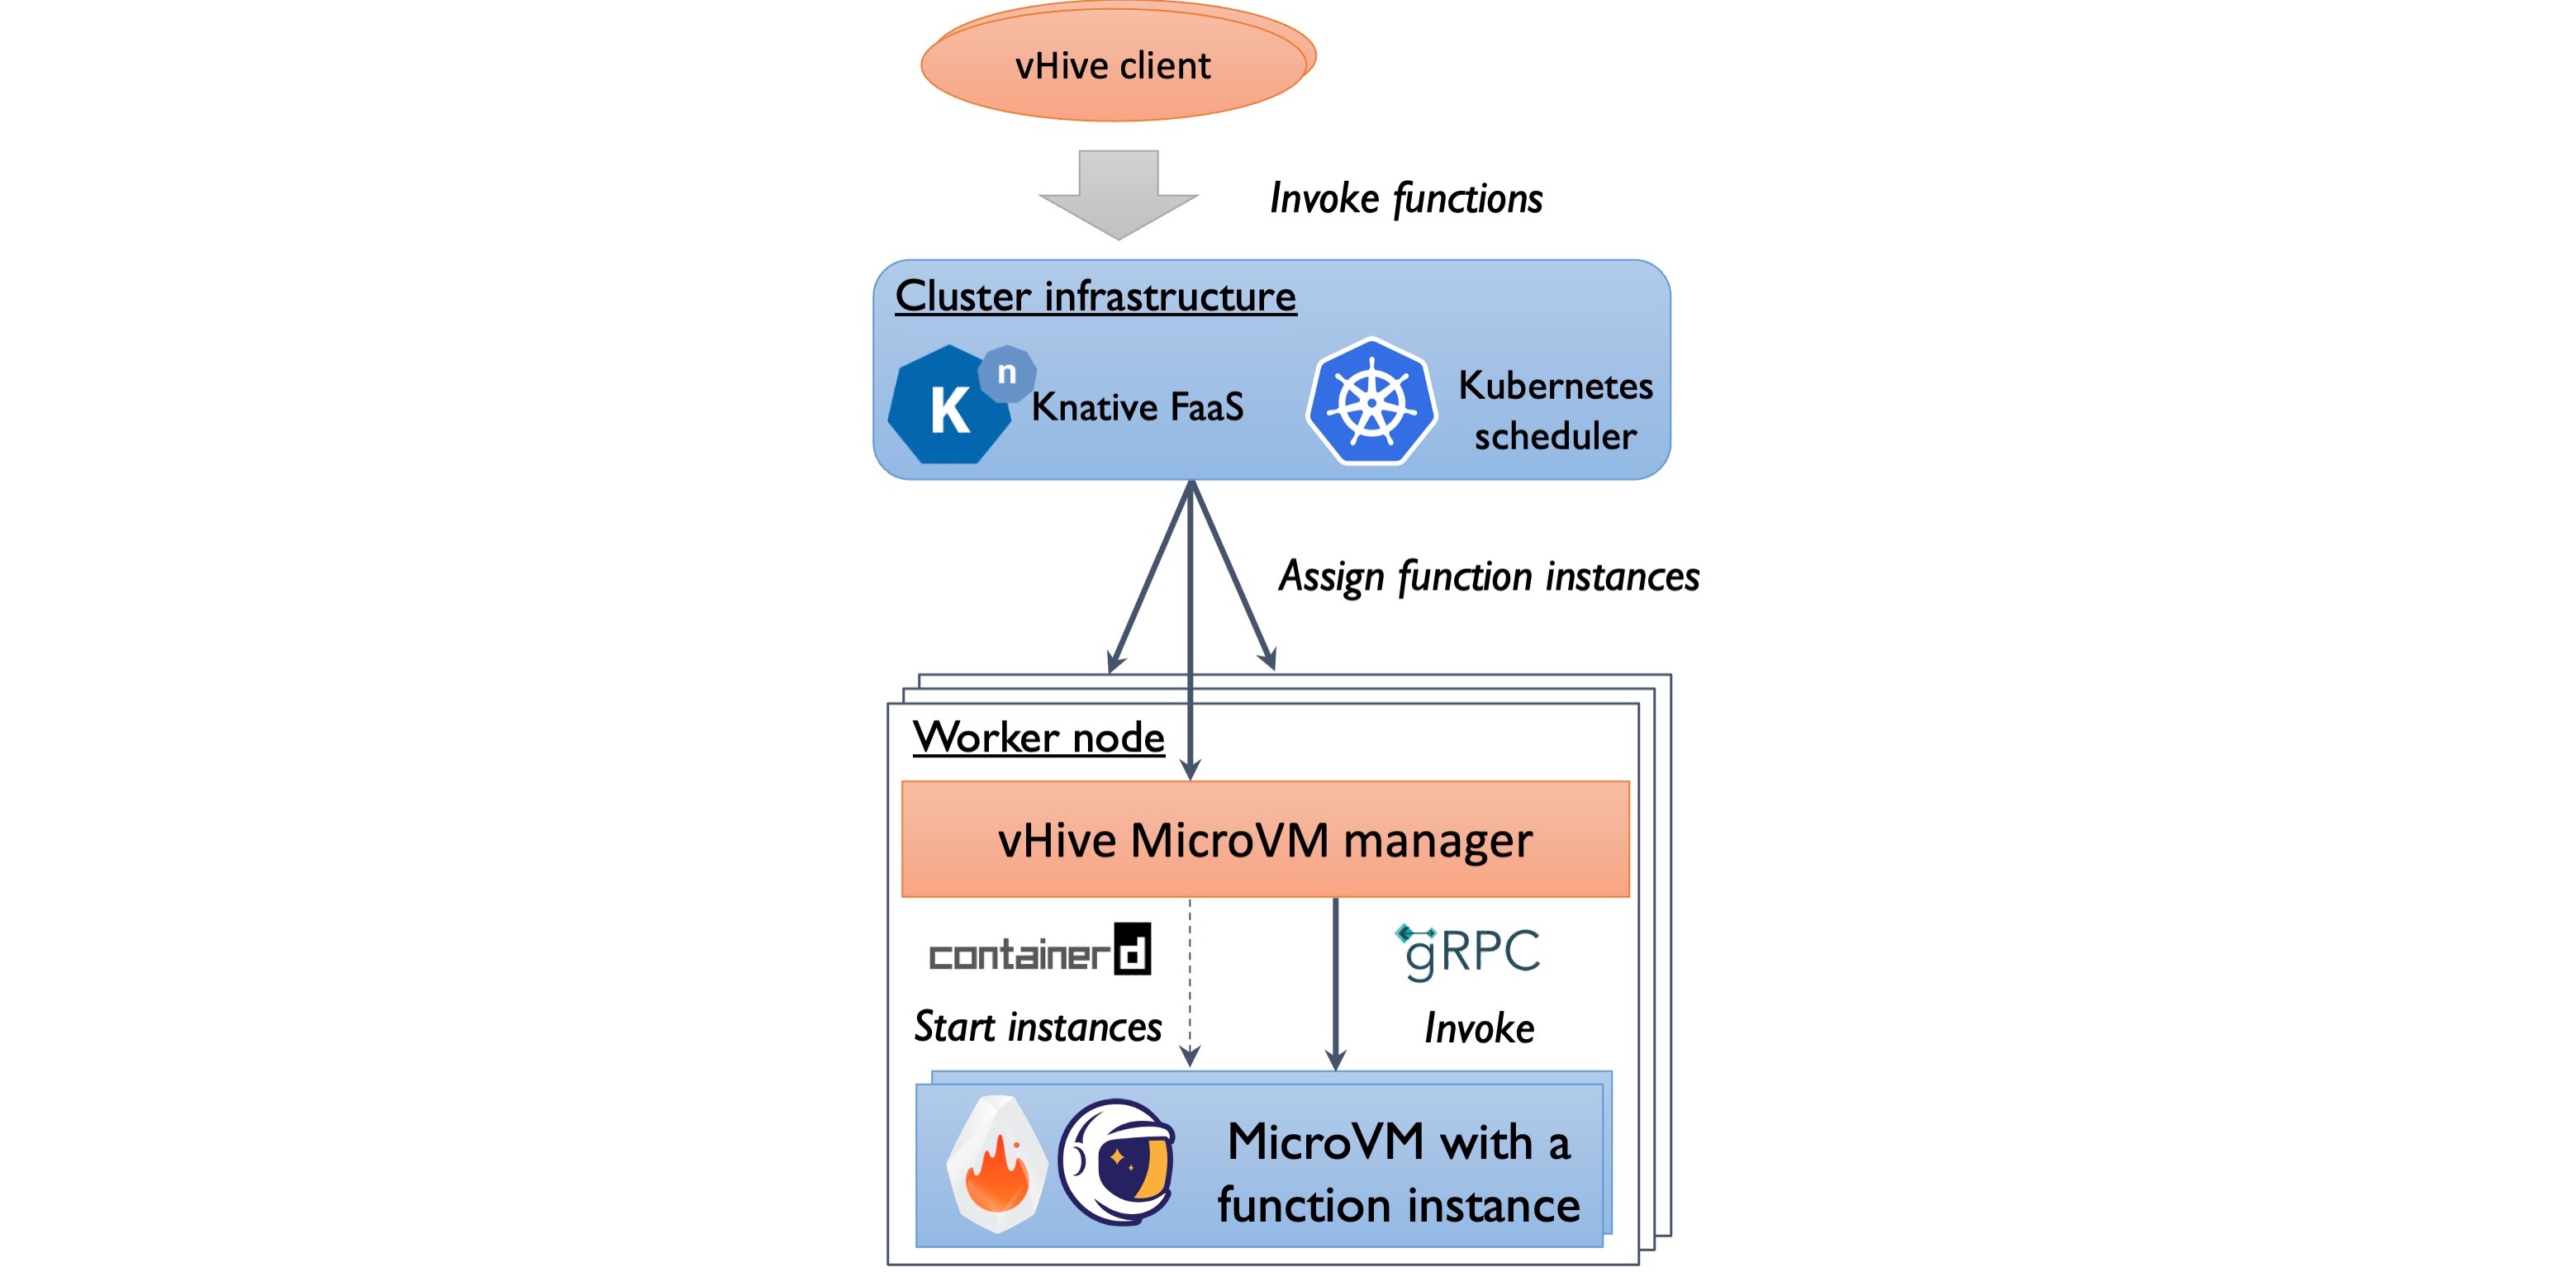 vHive client
Invoke functions
Cluster infrastructure
K
n
Knative FaaS
Kubernetes
scheduler
Assign function instances
Worker node
vHive MicroVM manager
containerd
gRPC
Start instances
Invoke
MicroVM with a
function instance